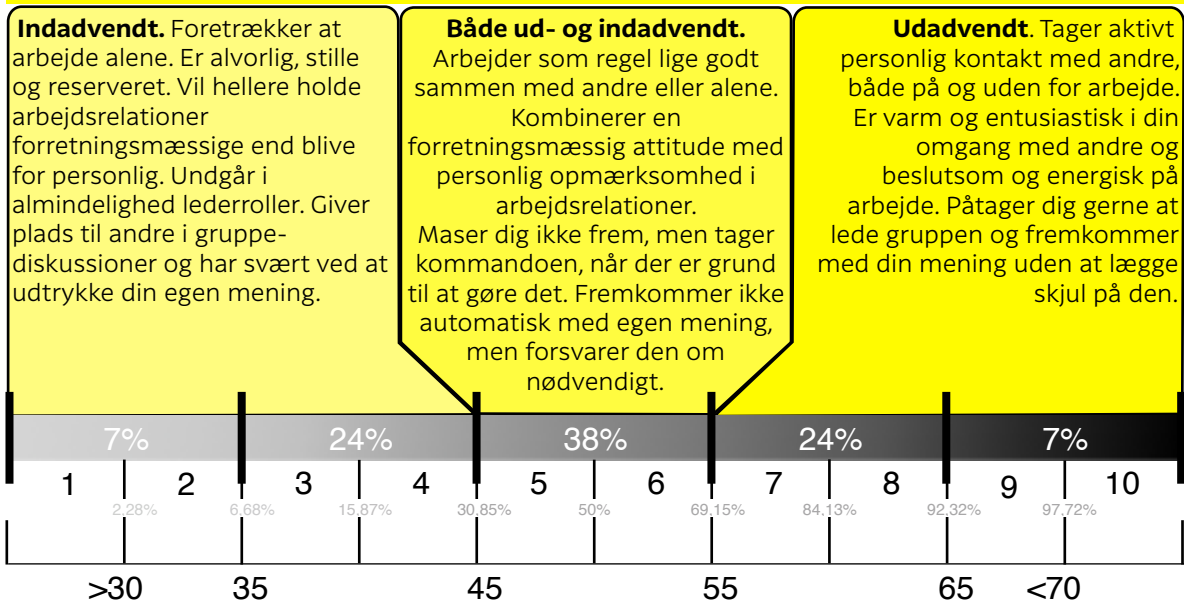 Indadvendt. Foretrækker at
arbejde alene. Er alvorlig, stille
og reserveret. Vil hellere holde
arbejdsrelationer
forretningsmæssige end blive
for personlig. Undgår i
almindelighed lederroller. Giver
plads til andre i gruppe-
diskussioner og har svært ved at
udtrykke din egen mening.
Både ud- og indadvendt.
Arbejder som regel lige godt
sammen med andre eller alene.
Kombinerer en
forretningsmæssig attitude med
personlig opmærksomhed i
arbejdsrelationer.
Maser dig ikke frem, men tager
kommandoen, når der er grund
til at gøre det. Fremkommer ikke
automatisk med egen mening,
men forsvarer den om
nødvendigt.
Udadvendt. Tager aktivt
personlig kontakt med andre,
både på og uden for arbejde.
Er varm og entusiastisk i din
omgang med andre og
beslutsom og energisk på
arbejde. Påtager dig gerne at
lede gruppen og fremkommer
med din mening uden at lægge
skjul på den.
7% 24% 38% 24% 7%
1 2 3 4 5 6 7 8 9 10
2.28% 6.68% 15.87% 30.85% 50% 69.15% 84.13% 92.32% 97.72%
>30 35 45 55 65 <70